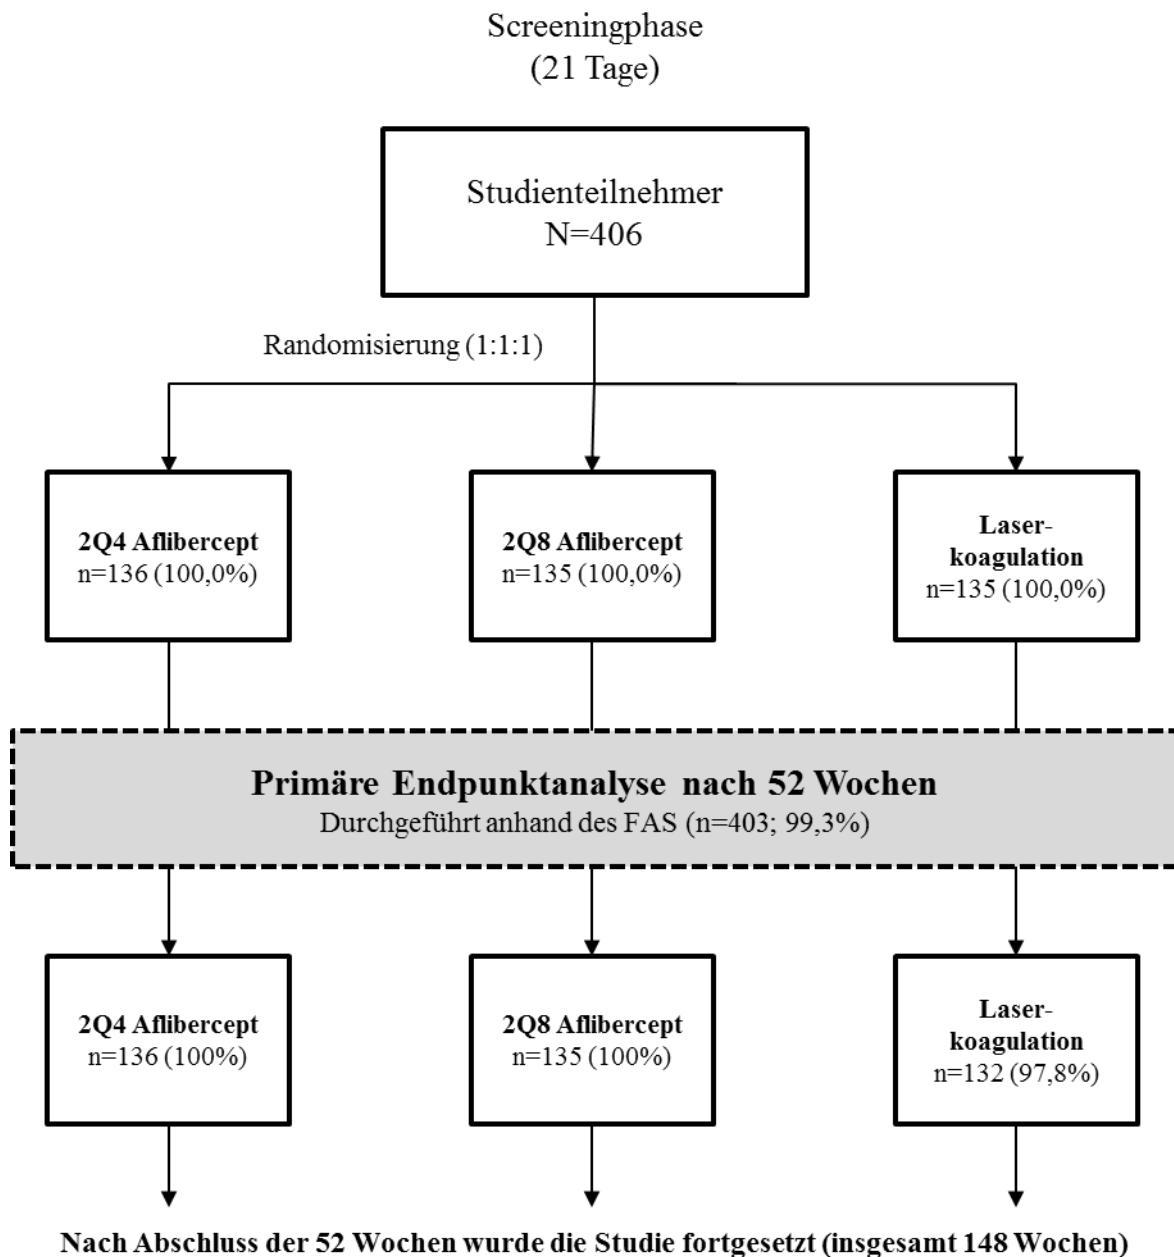 Screeningphase
(21 Tage)
Studienteilnehmer
N=406
Randomisierung (1:1:1)
2Q4 Aflibercept
n=136 (100,0%)
2Q8 Aflibercept
n=135 (100,0%)
Laser-
koagulation
n=135 (100,0%)
Primäre Endpunktanalyse nach 52 Wochen
Durchgeführt anhand des FAS (n=403; 99,3%)
2Q4 Aflibercept
n=136 (100%)
2Q8 Aflibercept
n=135 (100%)
Laser-
koagulation
n=132 (97,8%)
Nach Abschluss der 52 Wochen wurde die Studie fortgesetzt (insgesamt 148 Wochen)